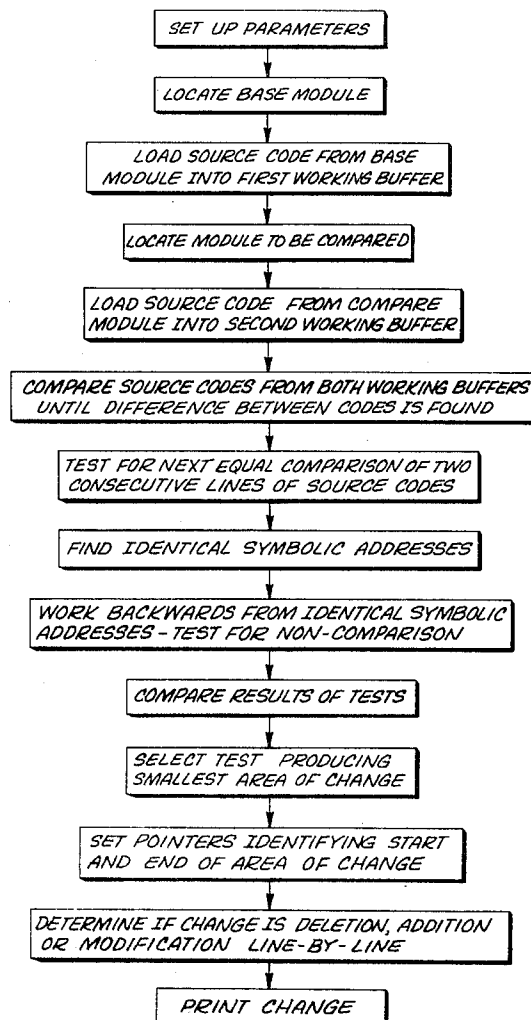 SET UP PARAMETERS
LOCATE BASE MODULE
LOAD SOURCE CODE FROM BASE
MODULE INTO FIRST WORKING BUFFER
LOCATE MODULE TO BE COMPARED
LOAD SOURCE CODE FROM COMPARE
MODULE INTO SECOND WORKING BUFFER
COMPARE SOURCE CODES FROM BOTH WORKING BUFFERS
UNTIL DIFFERENCE BETWEEN CODES IS FOUND
TEST FOR NEXT EQUAL COMPARISON OF TWO
CONSECUTIVE LINES OF SOURCE CODES
FIND IDENTICAL SYMBOLIC ADDRESSES
WORK BACKWARDS FROM IDENTICAL SYMBOLIC
ADDRESSES - TEST FOR NON-COMPARISON
COMPARE RESULTS OF TESTS
SELECT TEST PRODUCING
SMALLEST AREA OF CHANGE
SET POINTERS IDENTIFYING START
AND END OF AREA OF CHANGE
DETERMINE IF CHANGE IS DELETION, ADDITION
OR MODIFICATION LINE-BY-LINE
PRINT CHANGE